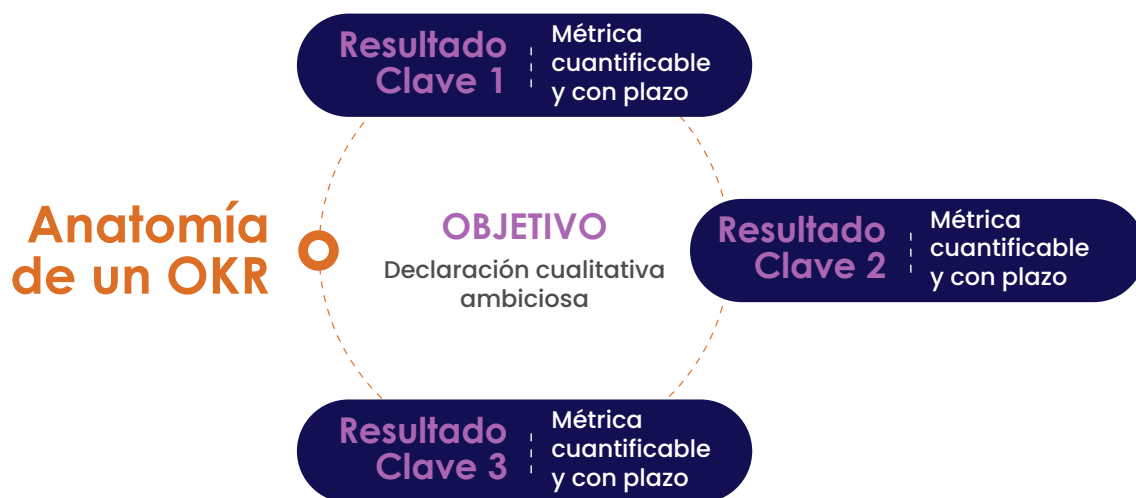 Anatomía
de un OKR
Resultado
Clave 1
Métrica
cuantificable
y con plazo
OBJETIVO
Declaración cualitativa
ambiciosa
Resultado
Clave 2
Métrica
cuantificable
y con plazo
Resultado
Clave 3
Métrica
cuantificable
y con plazo